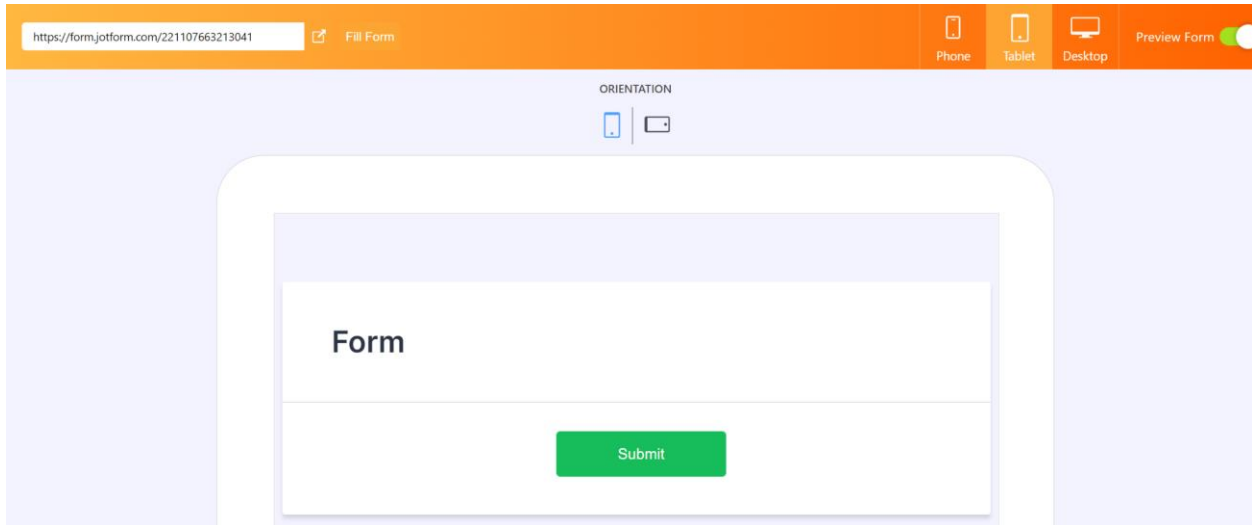 https://form.jotform.com/221107663213041
Fill Form
Phone
Tablet
Desktop
Preview Form
ORIENTATION
Form
Submit